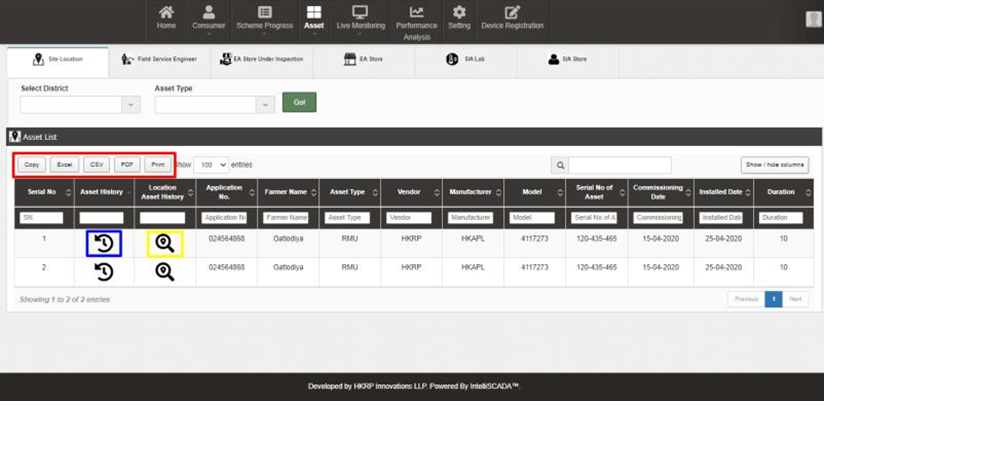 Home Consumer Scheme Progress Asset Live Monitoring Performance Analysis Setting Device Registration
Site Location Field Service Engineer EA Store Under Inspection EA Store SIA Lab SIA Store
Select District Asset Type
Go!
Asset List
Copy Excel CSV PDF Print how 100 entries Show / hide columns
Serial No Asset History Location Asset History Application No. Farmer Name Asset Type Vendor Manufacturer Model Serial No of Asset Commissioning Date Installed Date Duration
SN. Application N Farmer Name Asset Type Vendor Manufacturer Model Serial No of A Commissioning Installed Dat Duration
1 024564868 Gatiodiya RMU HKRP HKAPL 4117273 120-435-465 15-04-2020 25-04-2020 10
2 024564868 Gatiodiya RMU HKRP HKAPL 4117273 120-435-465 15-04-2020 25-04-2020 10
Showing 1 to 2 of 2 entries Previous 1 Next
Developed by HKRP Innovations LLP. Powered By IntelliSCADA™.